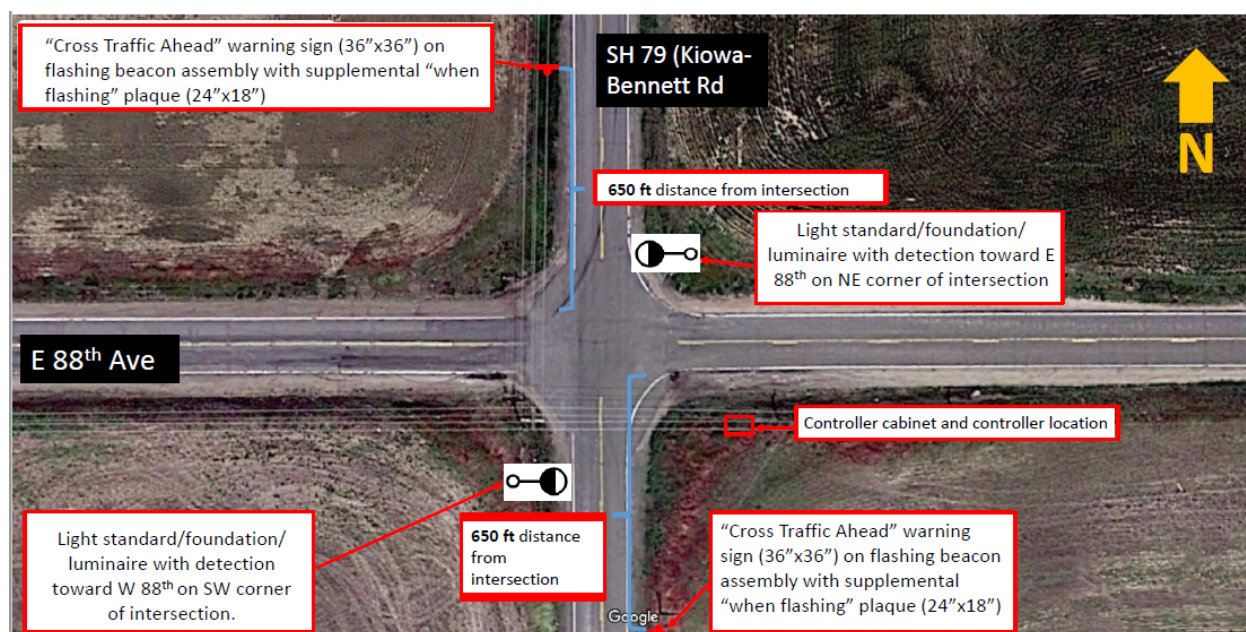 “Cross Traffic Ahead” warning sign (36”x36”) on
flashing beacon assembly with supplemental “when
flashing” plaque (24”x18”)
SH 79 (Kiowa-
Bennett Rd
N
650 ft distance from intersection
Light standard/foundation/
luminaire with detection toward E
88th on NE corner of intersection
E 88th Ave
Controller cabinet and controller location
Light standard/foundation/
luminaire with detection
toward W 88th on SW corner
of intersection.
650 ft distance
from
intersection
“Cross Traffic Ahead” warning
sign (36”x36”) on flashing beacon
assembly with supplemental
“when flashing” plaque (24”x18”)
Google